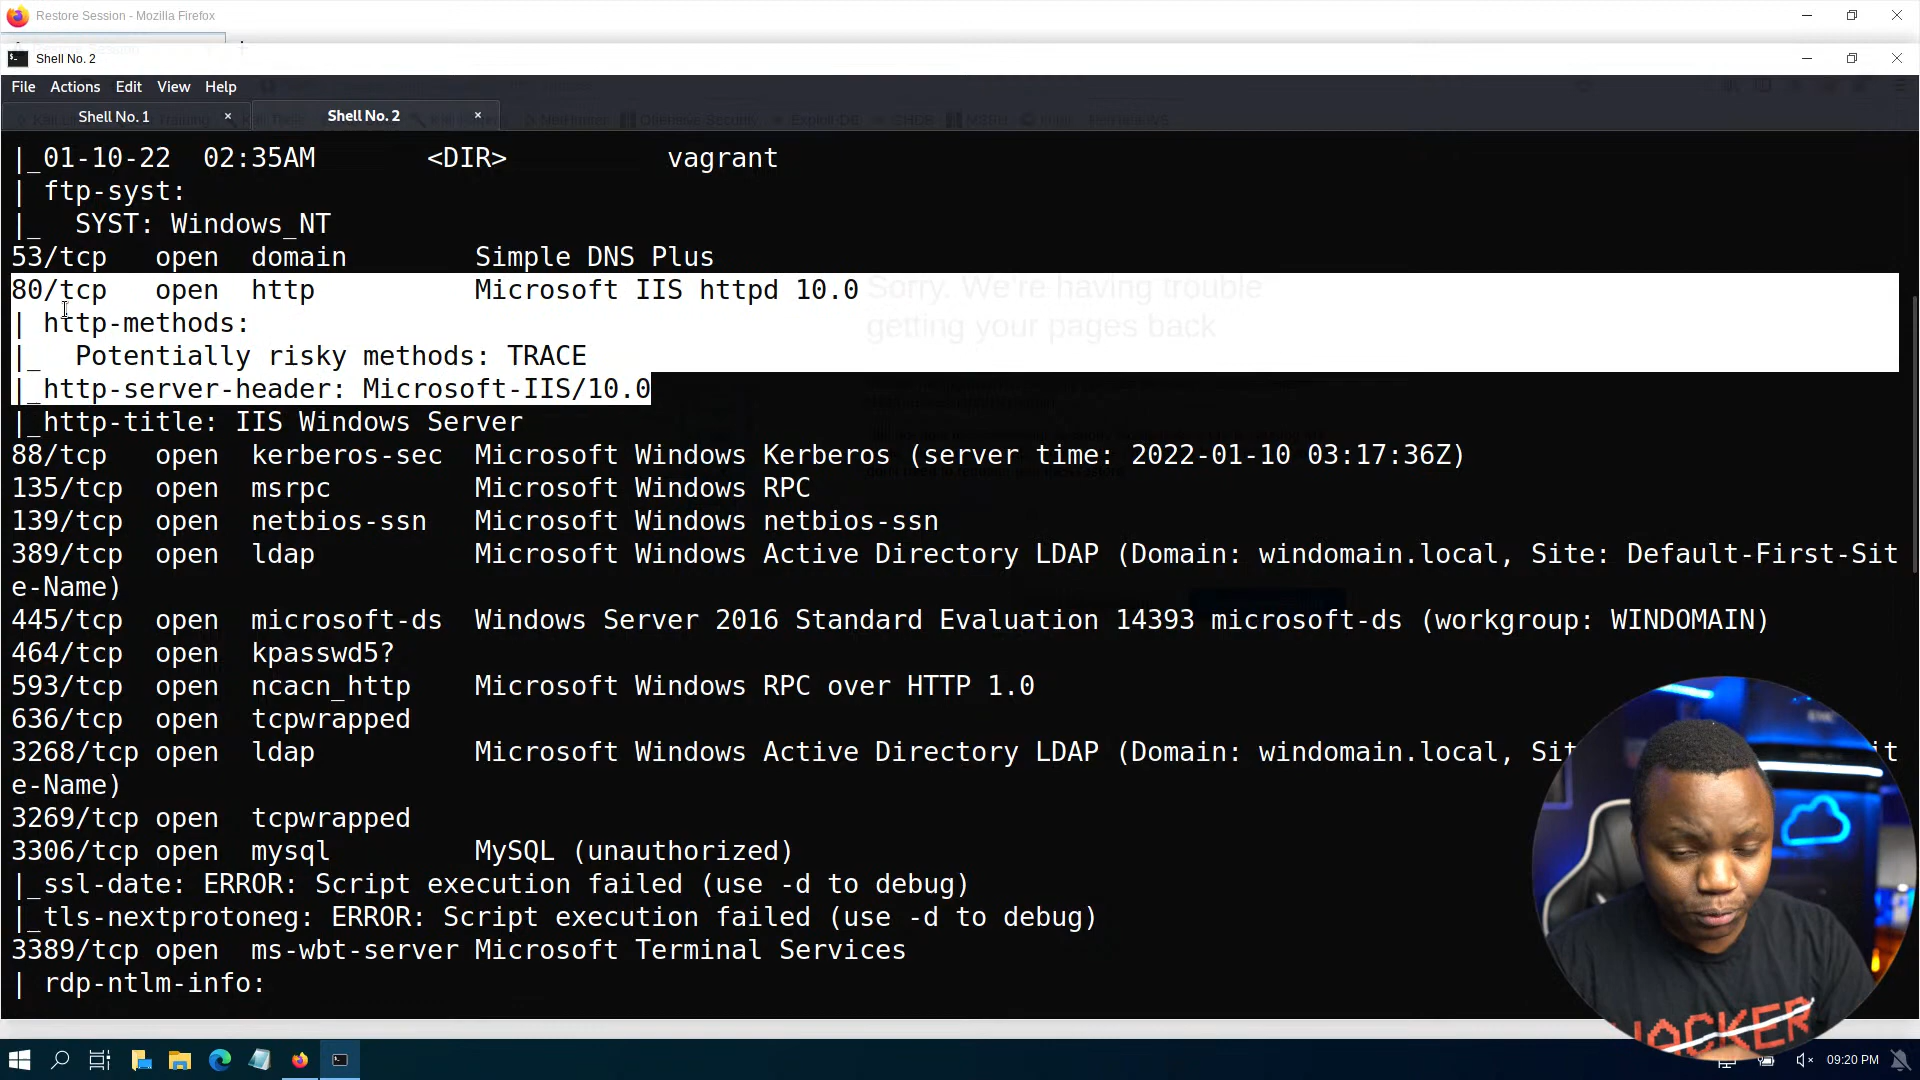 Restore Session - Mozilla Firefox
Shell No. 2
File Actions Edit View Help
Shell No. 1 × Shell No. 2 ×
|_01-10-22 02:35AM <DIR> vagrant
| ftp-syst:
|_ SYST: Windows_NT
53/tcp open domain Simple DNS Plus
80/tcp open http Microsoft IIS httpd 10.0
Sorry. We're having trouble
getting your pages back
| http-methods:
|_ Potentially risky methods: TRACE
|_http-server-header: Microsoft-IIS/10.0
|_http-title: IIS Windows Server
88/tcp open kerberos-sec Microsoft Windows Kerberos (server time: 2022-01-10 03:17:36Z)
135/tcp open msrpc Microsoft Windows RPC
139/tcp open netbios-ssn Microsoft Windows netbios-ssn
389/tcp open ldap Microsoft Windows Active Directory LDAP (Domain: windomain.local, Site: Default-First-Sit
e-Name)
445/tcp open microsoft-ds Windows Server 2016 Standard Evaluation 14393 microsoft-ds (workgroup: WINDOMAIN)
464/tcp open kpasswd5?
593/tcp open ncacn_http Microsoft Windows RPC over HTTP 1.0
636/tcp open tcpwrapped
3268/tcp open ldap Microsoft Windows Active Directory LDAP (Domain: windomain.local, Sit
e-Name)
3269/tcp open tcpwrapped
3306/tcp open mysql MySQL (unauthorized)
|_ssl-date: ERROR: Script execution failed (use -d to debug)
|_tls-nextprotoneg: ERROR: Script execution failed (use -d to debug)
3389/tcp open ms-wbt-server Microsoft Terminal Services
| rdp-ntlm-info:
HACKER
09:20 PM